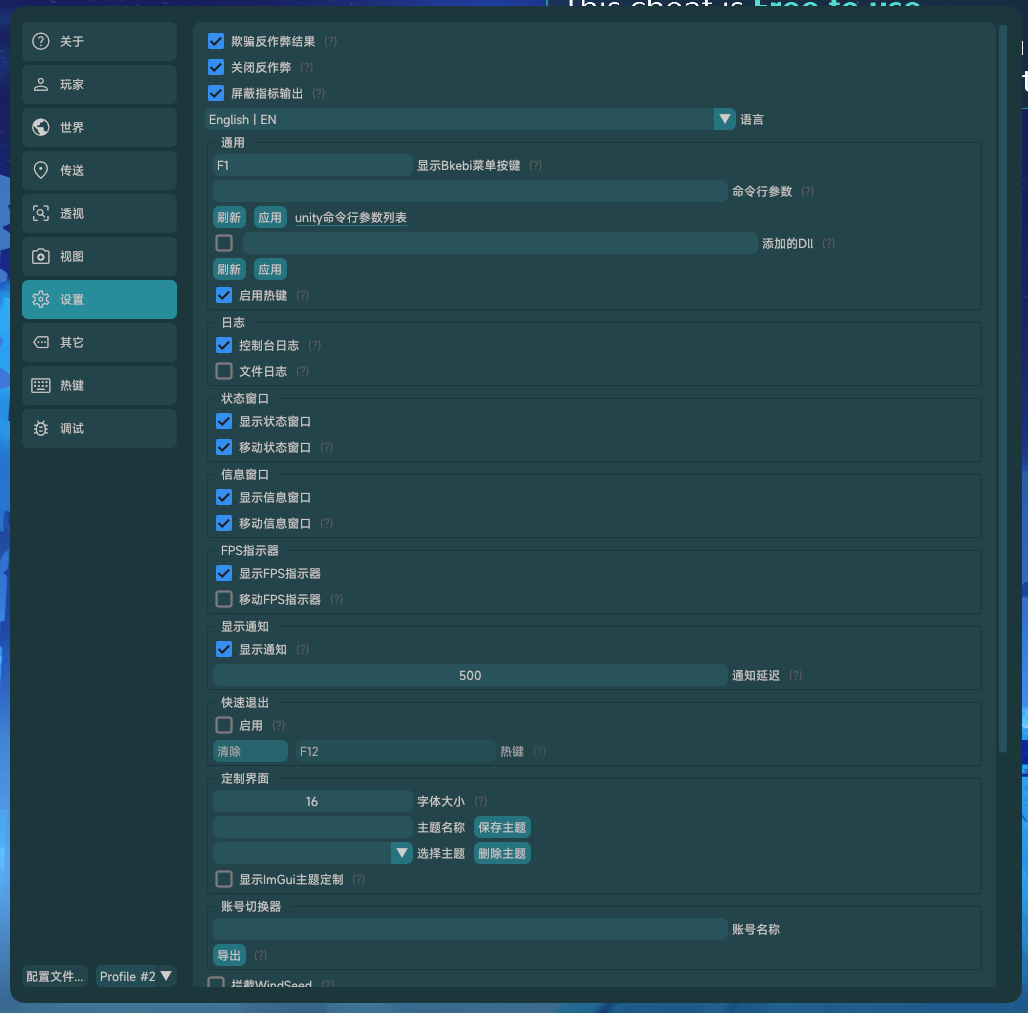 This cheat is Free to use
关于
玩家
世界
传送
透视
视图
设置
其它
热键
调试
配置文件...
Profile #2
欺骗反作弊结果 (?)
关闭反作弊 (?)
屏蔽指标输出 (?)
English | EN 语言
通用
F1 显示Bkebi菜单按键 (?)
命令行参数 (?)
刷新 应用 unity命令行参数列表
添加的Dll (?)
刷新 应用
启用热键 (?)
日志
控制台日志 (?)
文件日志 (?)
状态窗口
显示状态窗口
移动状态窗口 (?)
信息窗口
显示信息窗口
移动信息窗口 (?)
FPS指示器
显示FPS指示器
移动FPS指示器 (?)
显示通知
显示通知 (?)
500 通知延迟 (?)
快速退出
启用 (?)
清除 F12 热键 (?)
定制界面
16 字体大小 (?)
主题名称 保存主题
选择主题 删除主题
显示ImGui主题定制 (?)
账号切换器
账号名称
导出 (?)
拦截WindSeed (?)